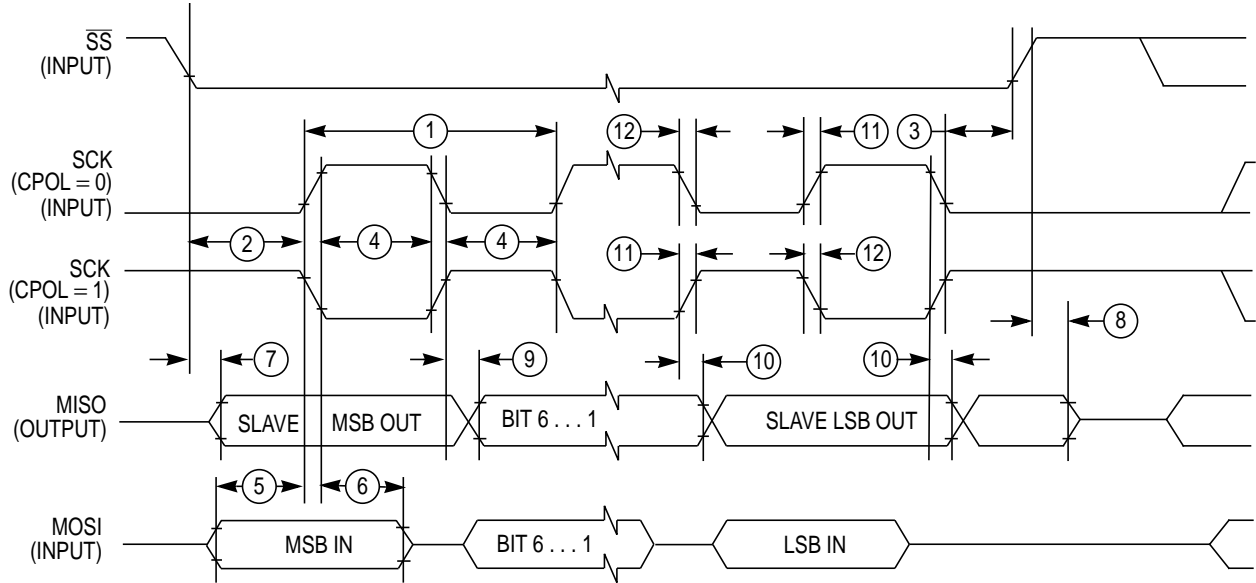 SS
(INPUT)
1
12
11
3
SCK
(CPOL = 0)
(INPUT)
2
4
4
11
12
SCK
(CPOL = 1)
(INPUT)
8
7
9
10
10
MISO
(OUTPUT)
SLAVE
MSB OUT
BIT 6 . . . 1
SLAVE LSB OUT
5
6
MOSI
(INPUT)
MSB IN
BIT 6 . . . 1
LSB IN